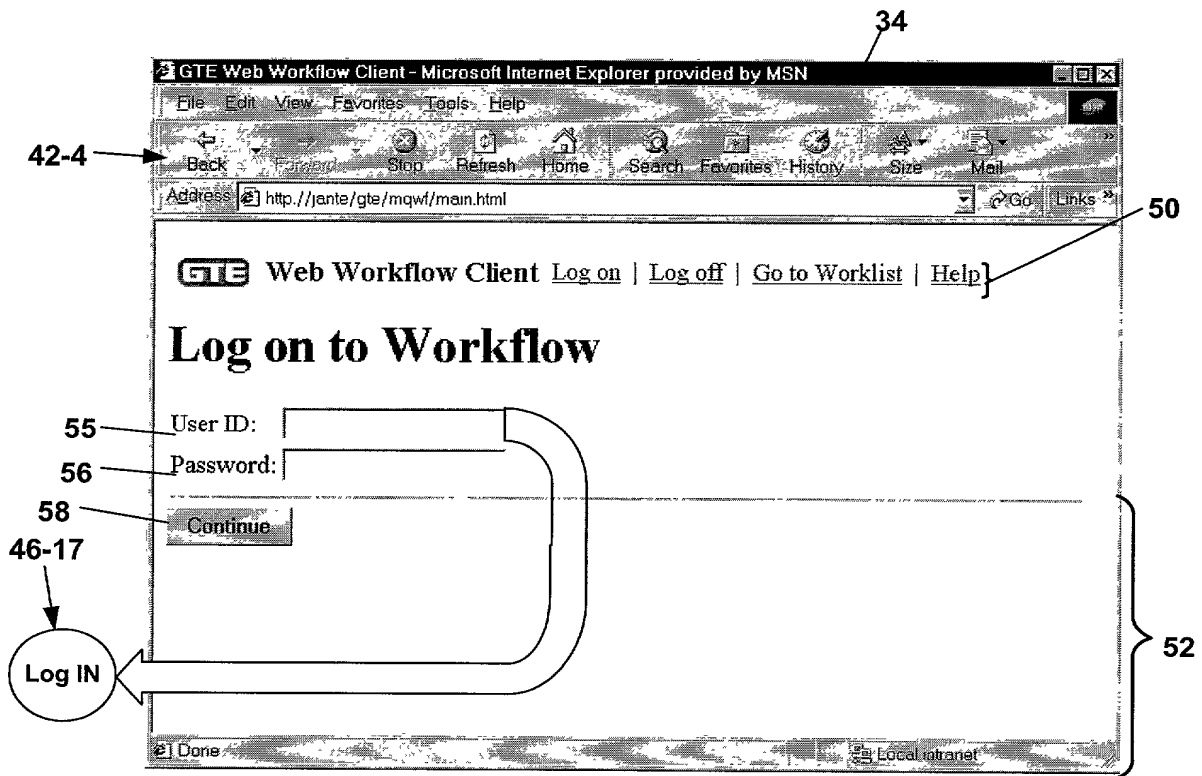 34
GTE Web Workflow Client - Microsoft Internet Explorer provided by MSN
File Edit View Favorites Tools Help
42-4
Back Forward Stop Refresh Home Search Favorites History Size Mail »
Address http.//jante/gte/mqwf/main.html Go Links »
50
GTE Web Workflow Client Log on | Log off | Go to Worklist | Help
Log on to Workflow
55 User ID:
56 Password:
58 Continue
46-17
Log IN
52
Done Local intranet